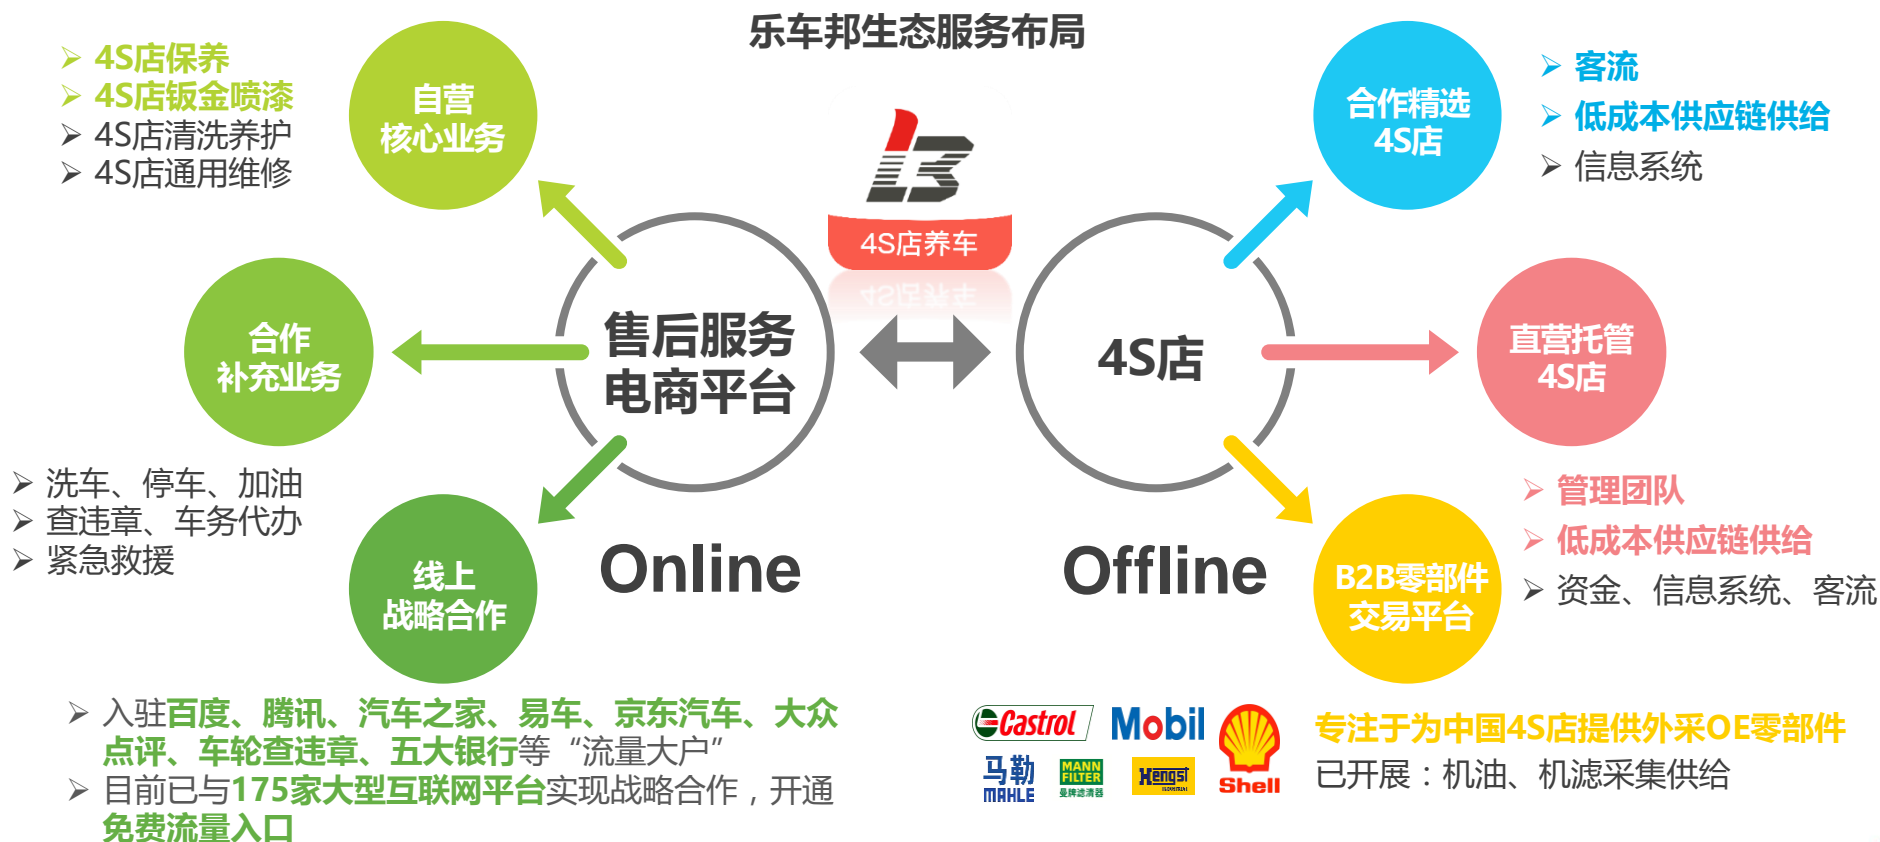 乐车邦生态服务布局
4S店保养
4S店钣金喷漆
4S店清洗养护
4S店通用维修
自营
核心业务
合作
补充业务
洗车、停车、加油
查违章、车务代办
紧急救援
线上
战略合作
入驻百度、腾讯、汽车之家、易车、京东汽车、大众
点评、车轮查违章、五大银行等“流量大户”
目前已与175家大型互联网平台实现战略合作，开通
免费流量入口
售后服务
电商平台
Online
4S店养车
4S店
Offline
合作精选
4S店
客流
低成本供应链供给
信息系统
直营托管
4S店
管理团队
低成本供应链供给
资金、信息系统、客流
B2B零部件
交易平台
Castrol
Mobil
Shell
马勒
MAHLE
MANN
FILTER
曼牌滤清器
Hengst
INDUSTRIAL
专注于为中国4S店提供外采OE零部件
已开展：机油、机滤采集供给